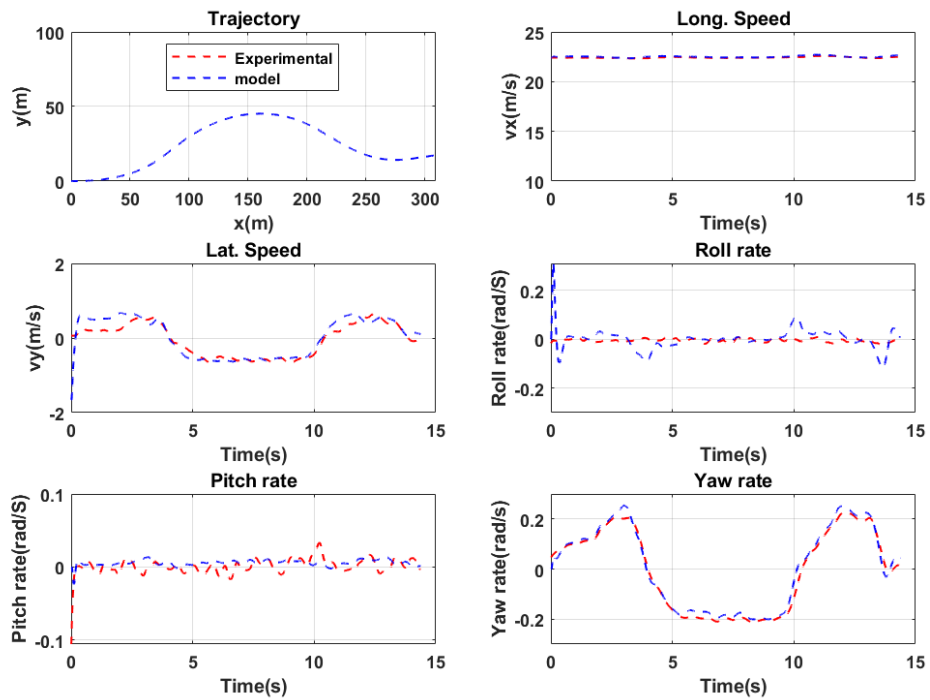 Trajectory
100
50
0
y(m)
Experimental
model
0 50 100 150 200 250 300
x(m)
Long. Speed
25
20
15
10
vx(m/s)
0 5 10 15
Time(s)
Lat. Speed
2
0
-2
vy(m/s)
0 5 10 15
Time(s)
Roll rate
0.2
0
-0.2
Roll rate(rad/S)
0 5 10 15
Time(s)
Pitch rate
0.1
0
-0.1
Pitch rate(rad/S)
0 5 10 15
Time(s)
Yaw rate
0.2
0
-0.2
Yaw rate(rad/s)
0 5 10 15
Time(s)